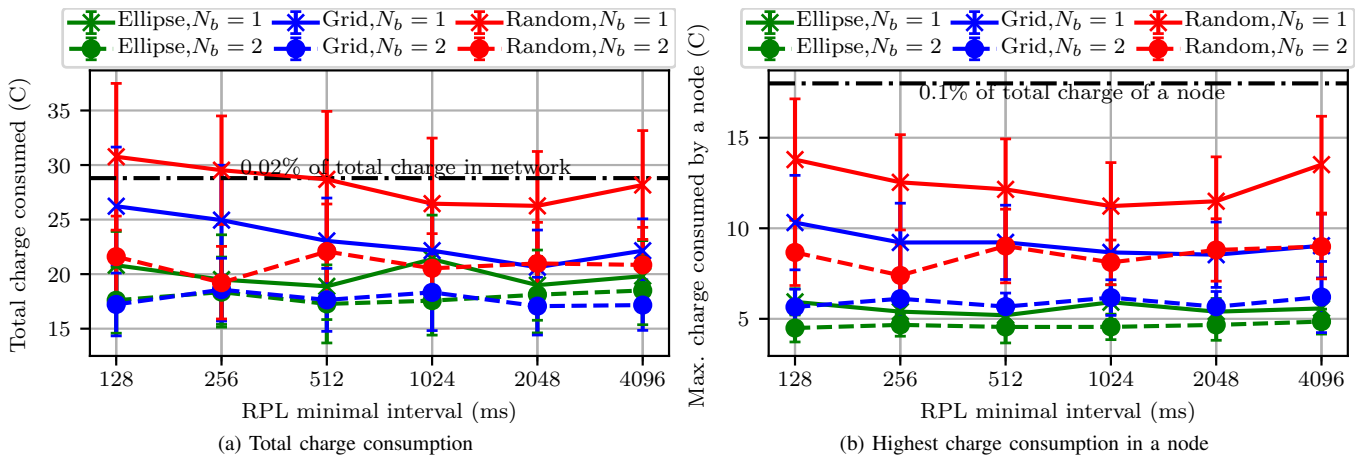 Ellipse,N_b = 1
Grid,N_b = 1
Random,N_b = 1
Ellipse,N_b = 2
Grid,N_b = 2
Random,N_b = 2
Total charge consumed (C)
35
30
25
20
15
0.02% of total charge in network
128
256
512
1024
2048
4096
RPL minimal interval (ms)
(a) Total charge consumption
Ellipse,N_b = 1
Grid,N_b = 1
Random,N_b = 1
Ellipse,N_b = 2
Grid,N_b = 2
Random,N_b = 2
Max. charge consumed by a node (C)
15
10
5
0.1% of total charge of a node
128
256
512
1024
2048
4096
RPL minimal interval (ms)
(b) Highest charge consumption in a node